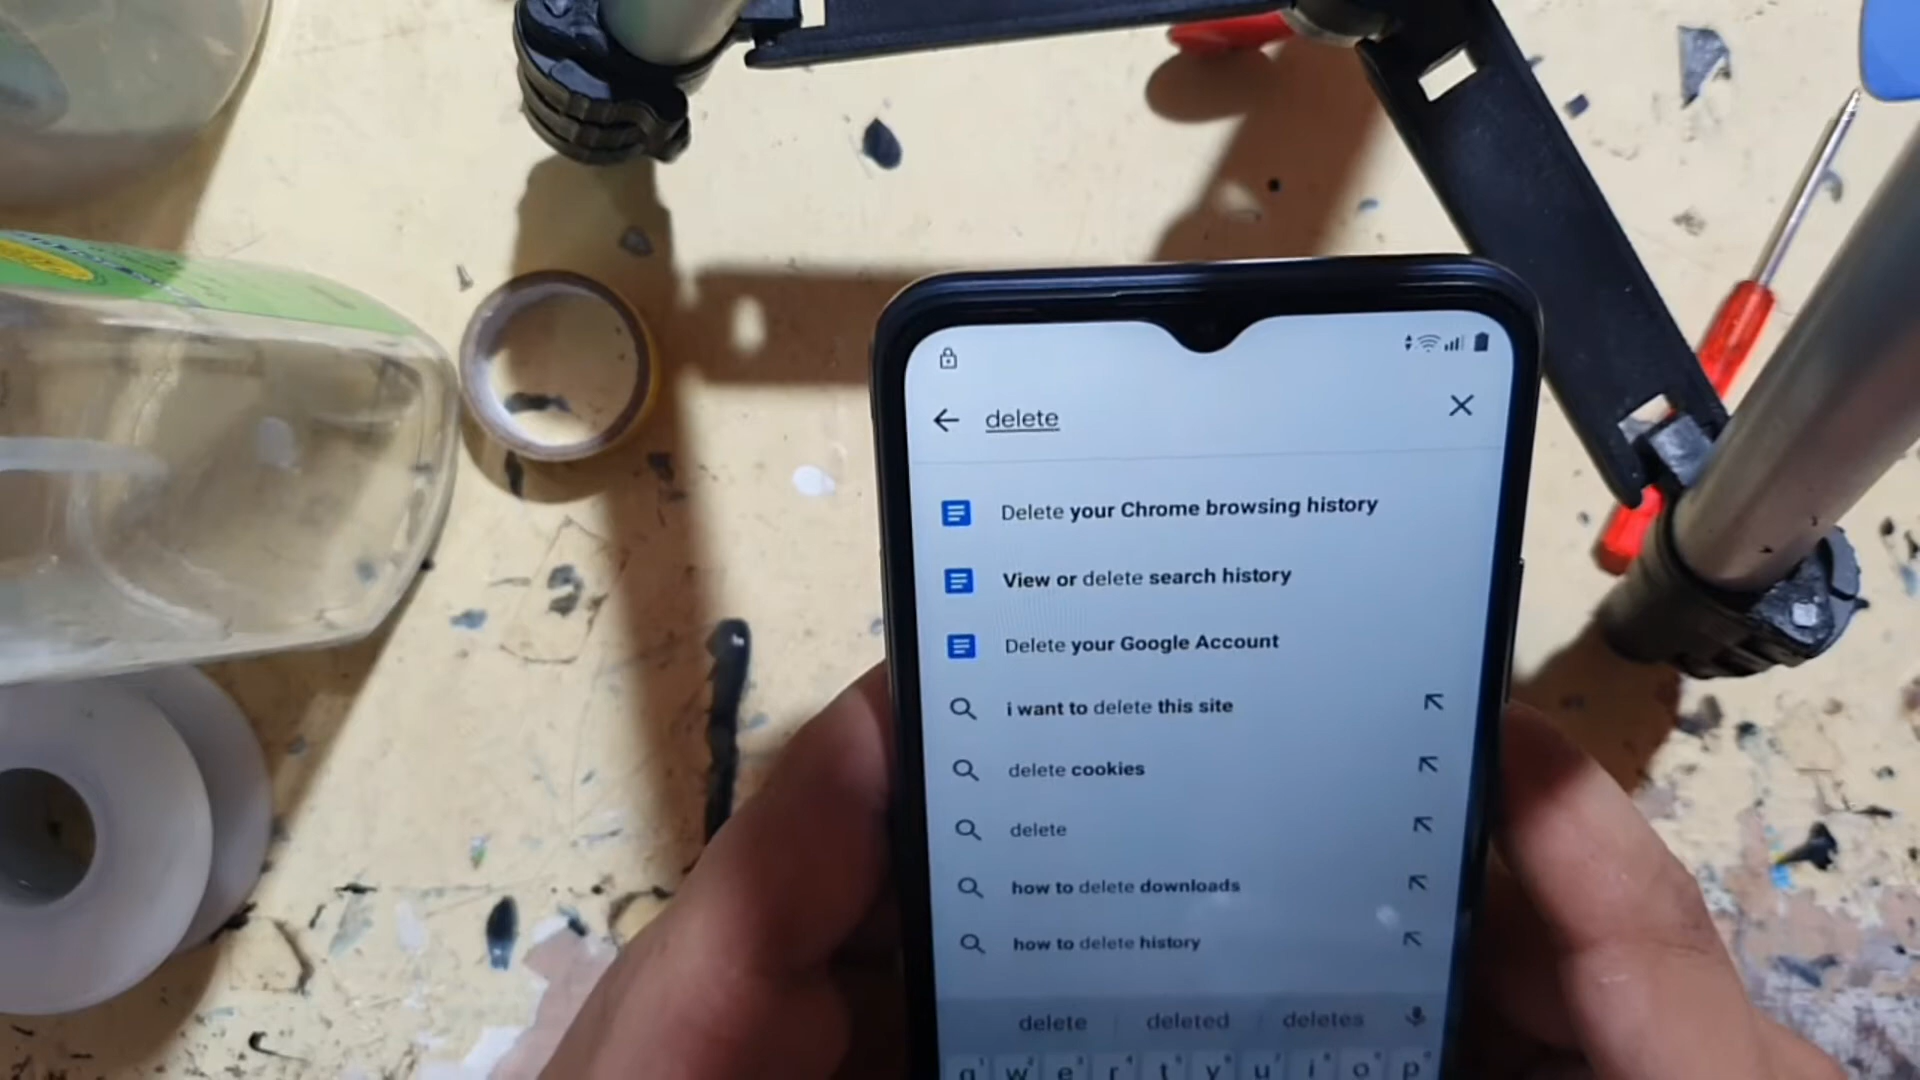 delete
Delete your Chrome browsing history
View or delete search history
Delete your Google Account
i want to delete this site
delete cookies
delete
how to delete downloads
how to delete history
delete deleted deletes
q w e r t y u i o p